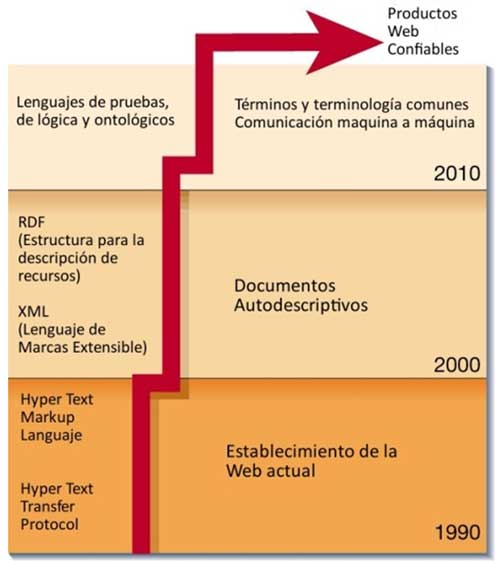 Productos
Web
Confiables
Lenguajes de pruebas,
de lógica y ontológicos
Términos y terminología comunes
Comunicación maquina a máquina
2010
RDF
(Estructura para la
descripción de
recursos)
XML
(Lenguaje de
Marcas Extensible)
Documentos
Autodescriptivos
2000
Hyper Text
Markup
Languaje
Hyper Text
Transfer
Protocol
Establecimiento de la
Web actual
1990